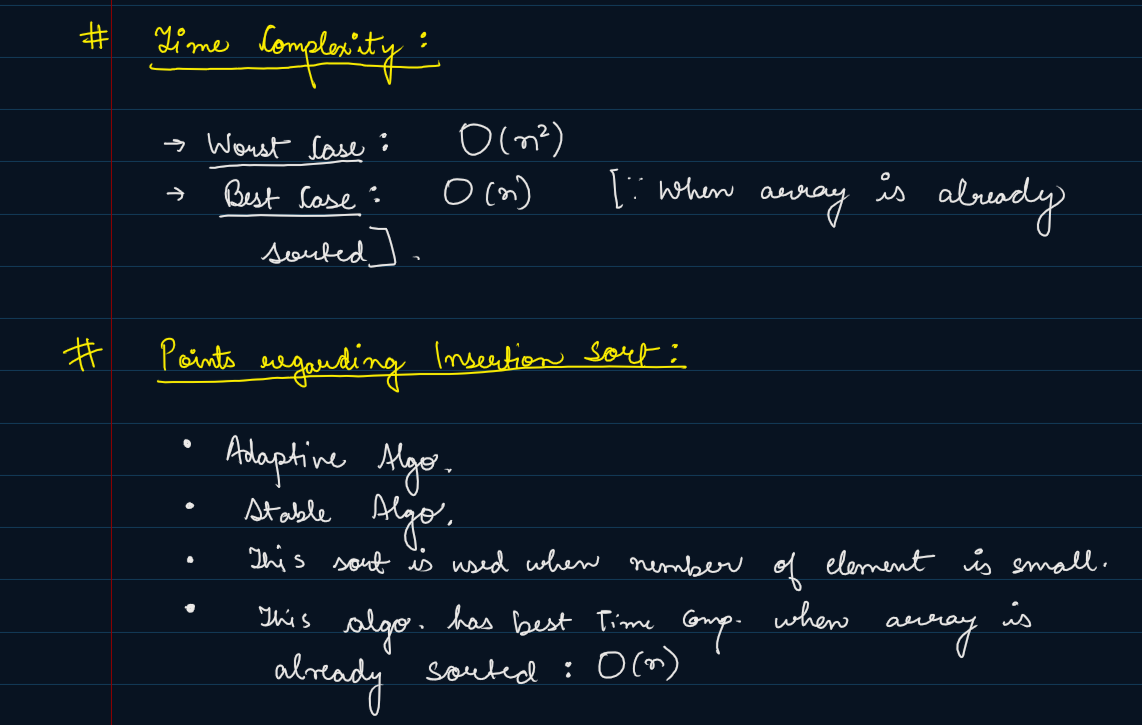 # Time Complexity :
→ Worst Case : O(n²)
→ Best Case : O(n) [∵ when array is already
sorted].
# Points regarding Insertion Sort :
• Adaptive Algo.
• Stable Algo.
• This sort is used when number of element is small.
• This algo. has best Time Comp. when array is
already sorted : O(n)